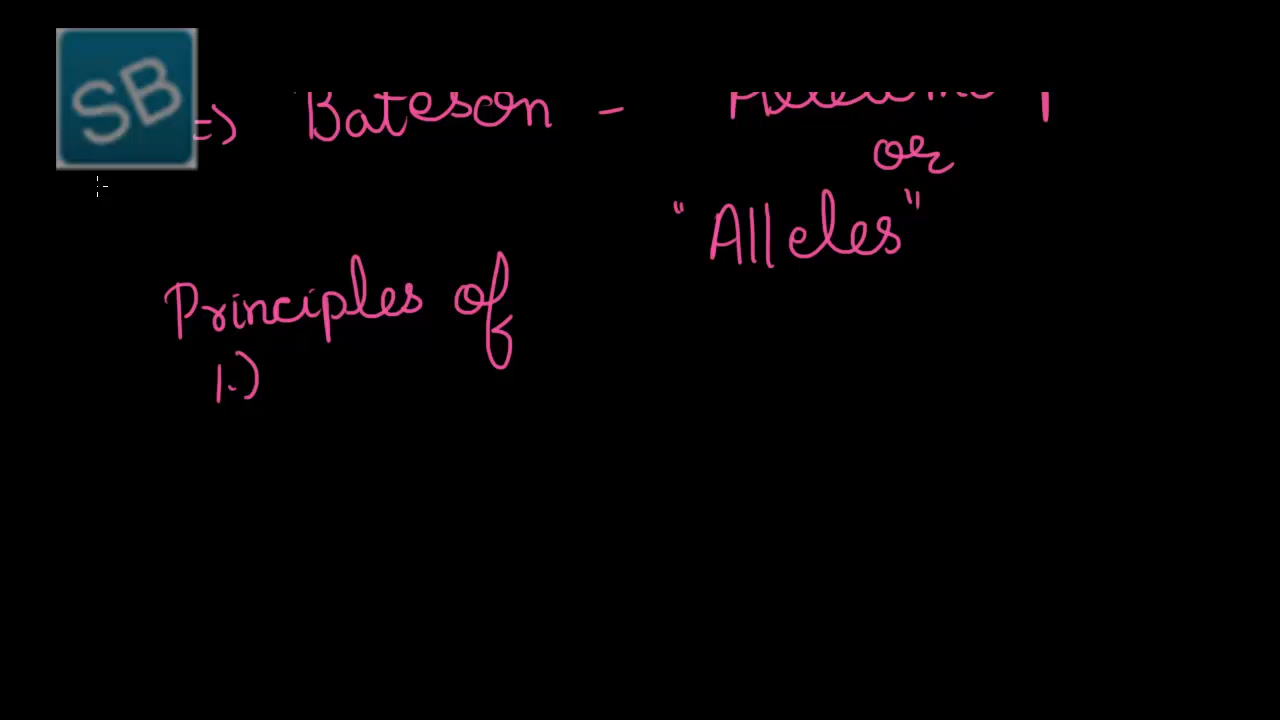 SB
=> Bateson -
or
"Alleles"
Principles of
1.)